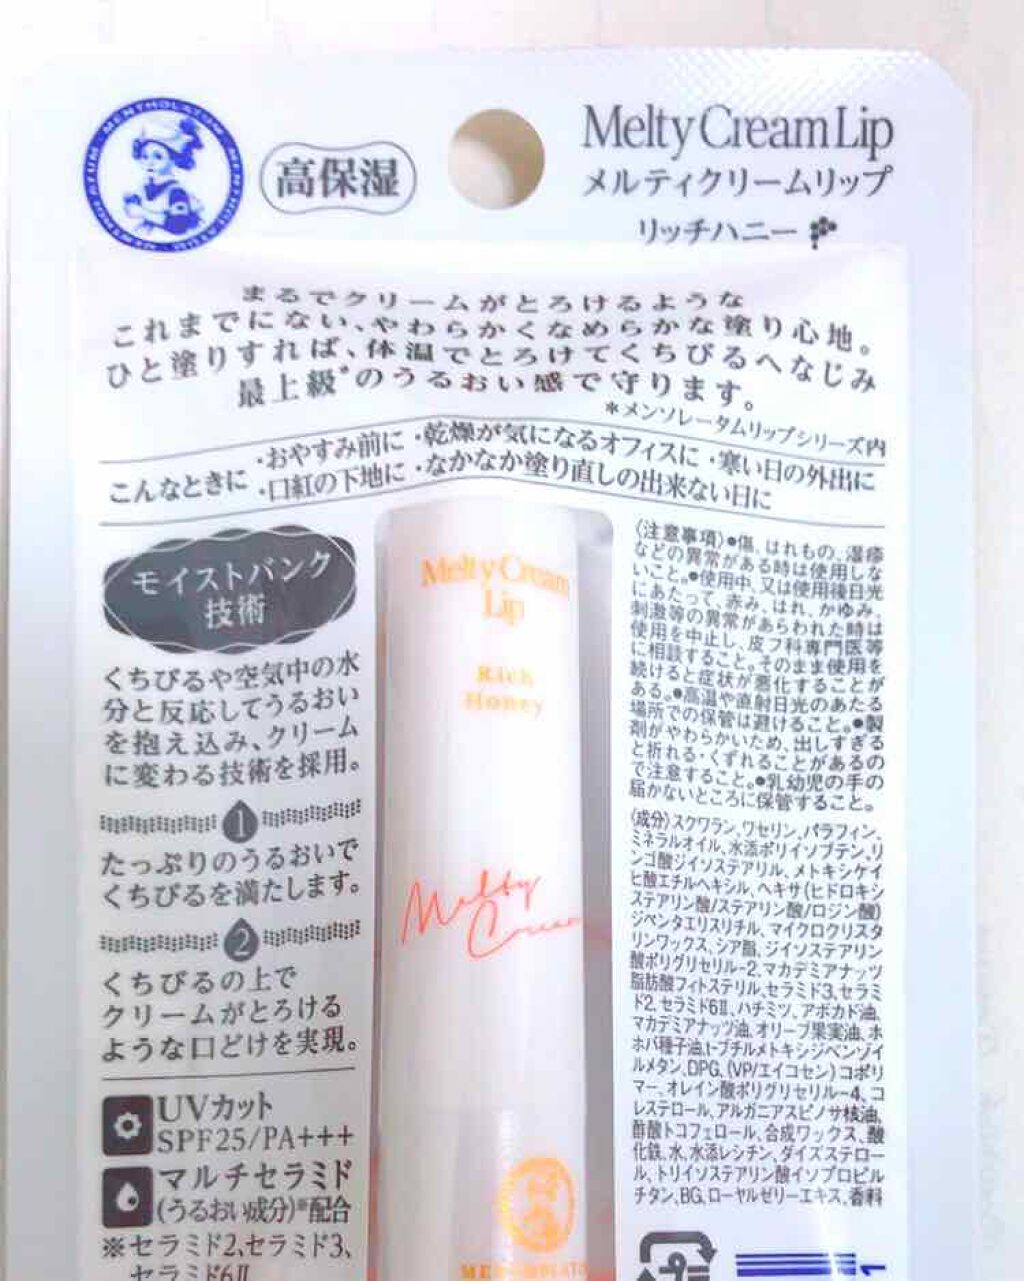 MENTHOLATUM
高保湿
Melty Cream Lip
メルティクリームリップ
リッチハニー
まるでクリームがとろけるような
これまでにない、やわらかくなめらかな塗り心地。
ひと塗りすれば、体温でとろけてくちびるへなじみ
最上級*のうるおい感で守ります。
*メンソレータムリップシリーズ内
こんなときに
・おやすみ前に ・乾燥が気になるオフィスに ・寒い日の外出に
・口紅の下地に ・なかなか塗り直しの出来ない日に
モイストバンク
技術
くちびるや空気中の水
分と反応してうるおい
を抱え込み、クリーム
に変わる技術を採用。
1
たっぷりのうるおいで
くちびるを満たします。
2
くちびるの上で
クリームがとろける
ような口どけを実現。
UVカット
SPF25/PA+++
マルチセラミド
(うるおい成分)※配合
※セラミド2、セラミド3、
セラミド6Ⅱ
Melty Cream
Lip
Rich
Honey
Melty
Cream
〈注意事項〉●傷、はれもの、湿疹
などの異常がある時は使用しな
いこと。●使用中、又は使用後日光
にあたって、赤み、はれ、かゆみ、
刺激等の異常があらわれた時は
使用を中止し、皮フ科専門医等
に相談すること。そのまま使用を
続けると症状が悪化することが
ある。●高温や直射日光のあたる
場所での保管は避けること。●製
剤がやわらかいため、出しすぎる
と折れる・くずれることがあるの
で注意すること。●乳幼児の手の
届かないところに保管すること。
〈成分〉スクワラン、ワセリン、パラフィン、
ミネラルオイル、水添ポリイソブテン、リ
ンゴ酸ジイソステアリル、メトキシケイ
ヒ酸エチルヘキシル、ヘキサ(ヒドロキシ
ステアリン酸/ステアリン酸/ロジン酸)
ジペンタエリスリチル、マイクロクリスタ
リンワックス、シア脂、ジイソステアリン
酸ポリグリセリル-2、マカデミアナッツ
脂肪酸フィトステリル、セラミド3、セラミ
ド2、セラミド6Ⅱ、ハチミツ、アボカド油、
マカデミアナッツ油、オリーブ果実油、ホ
ホバ種子油、t-ブチルメトキシジベンゾイ
ルメタン、DPG、(VP/エイコセン)コポリ
マー、オレイン酸ポリグリセリル-4、コ
レステロール、アルガニアスピノサ核油、
酢酸トコフェロール、合成ワックス、酸
化鉄、水、水添レシチン、ダイズステロー
ル、トリイソステアリン酸イソプロピル
チタン、BG、ローヤルゼリーエキス、香料
1